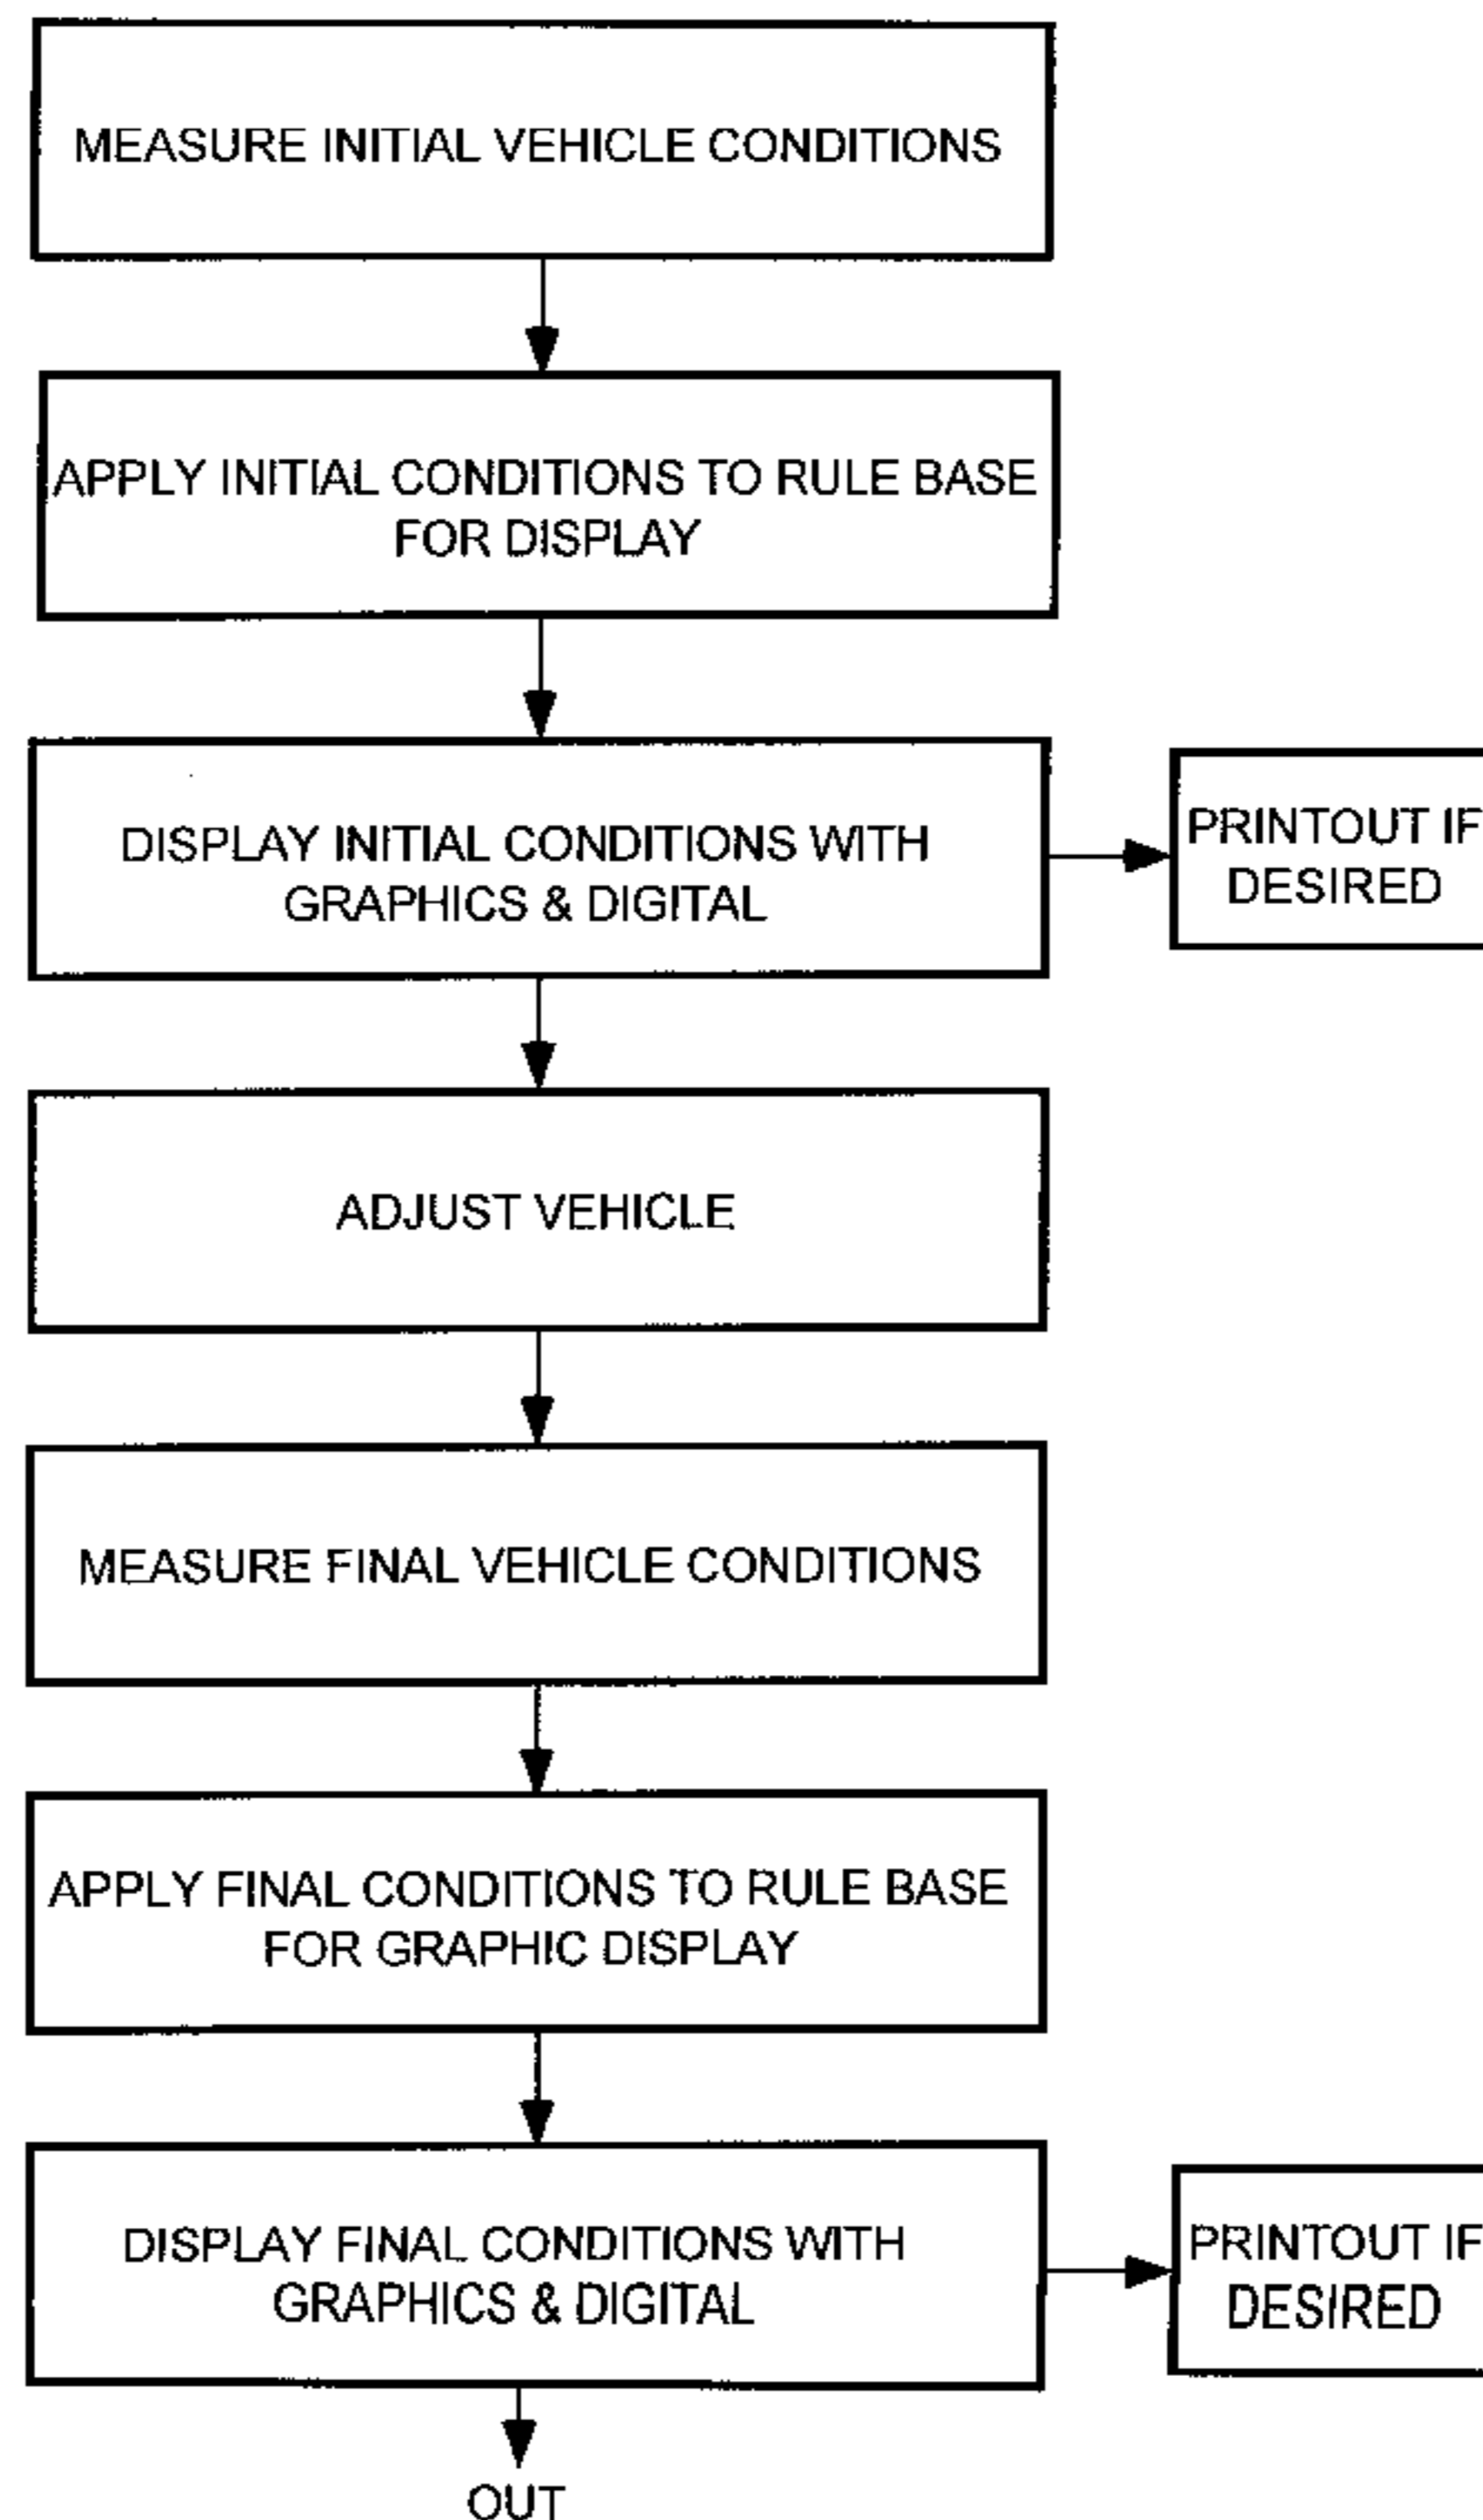 MEASURE INITIAL VEHICLE CONDITIONS
APPLY INITIAL CONDITIONS TO RULE BASE
FOR DISPLAY
DISPLAY INITIAL CONDITIONS WITH
GRAPHICS & DIGITAL
PRINTOUT IF
DESIRED
ADJUST VEHICLE
MEASURE FINAL VEHICLE CONDITIONS
APPLY FINAL CONDITIONS TO RULE BASE
FOR GRAPHIC DISPLAY
DISPLAY FINAL CONDITIONS WITH
GRAPHICS & DIGITAL
PRINTOUT IF
DESIRED
OUT